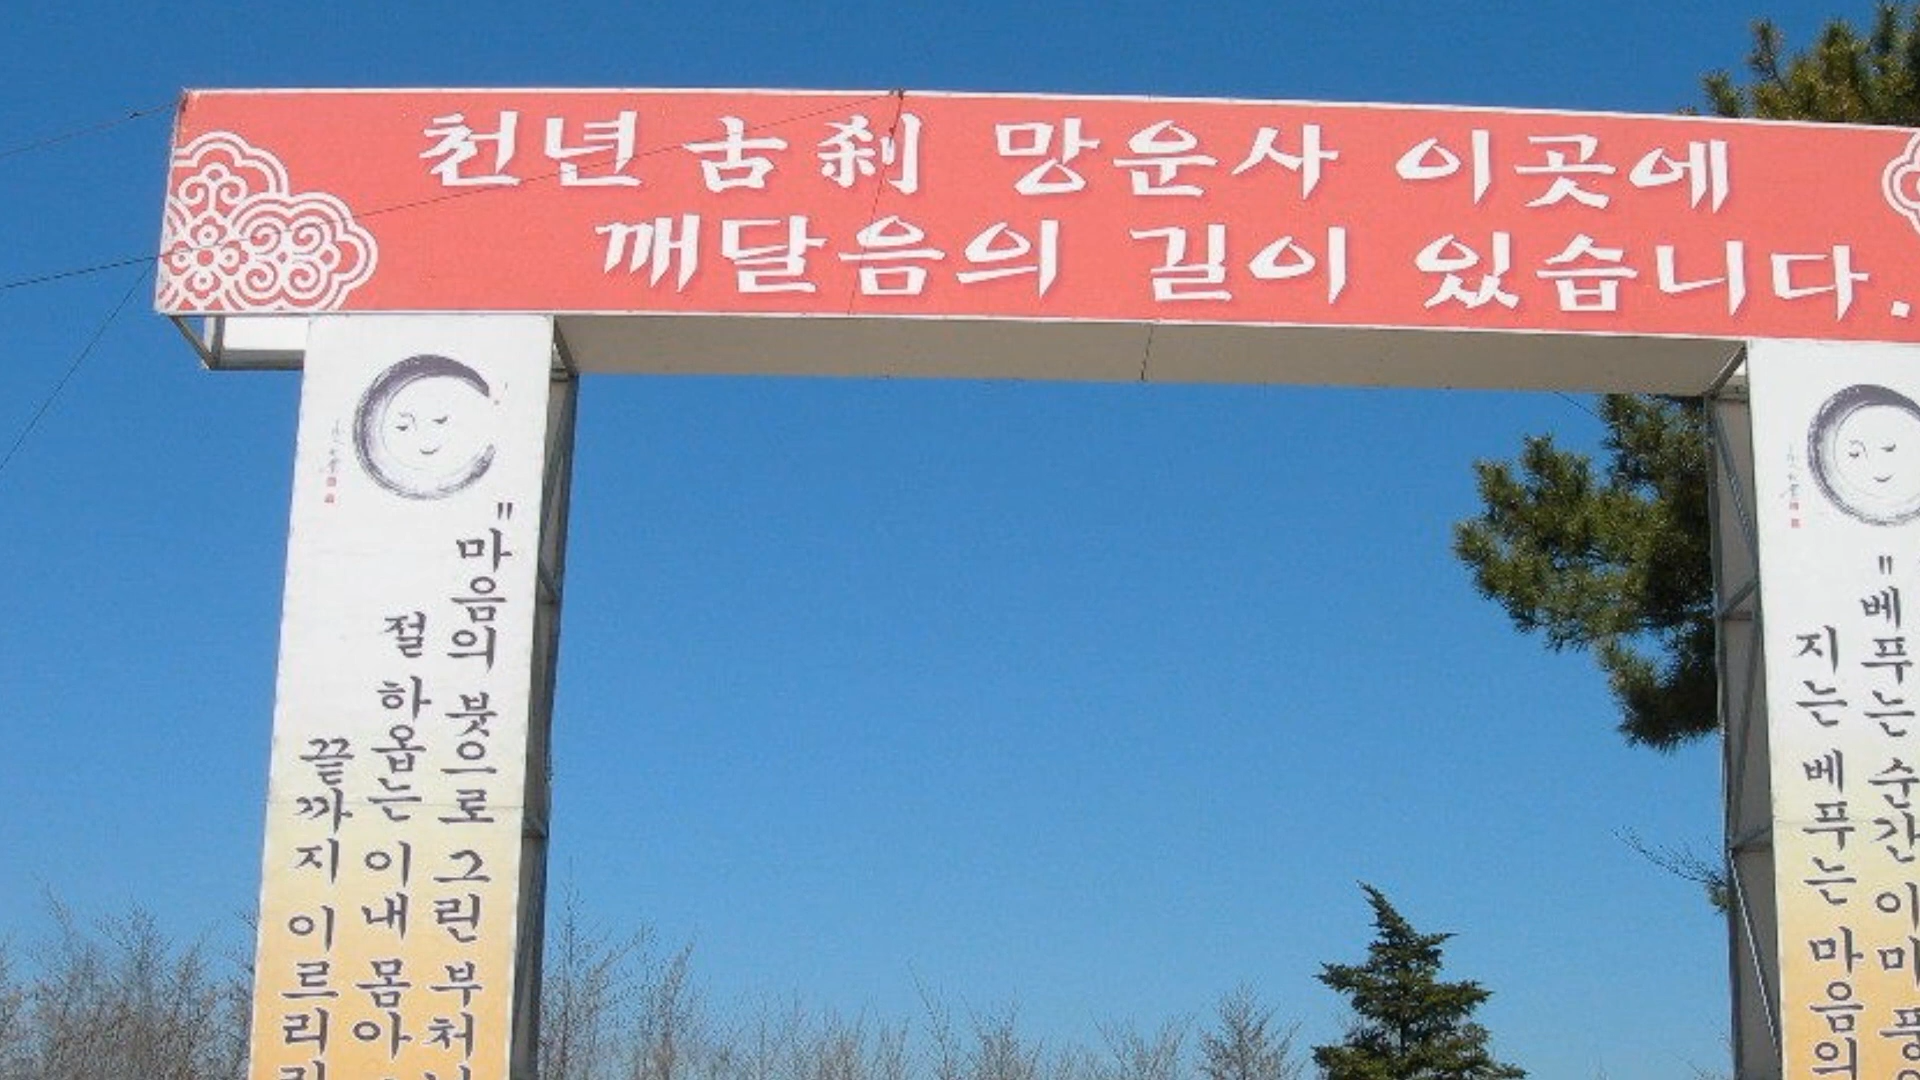 천년 古刹 망운사 이곳에
깨달음의 길이 있습니다.
"마음의 붓으로 그린 부처
절 하옵는 이내 몸아
끝까지 이르리
"베푸는 순간 이미
지는 베푸는 마음의